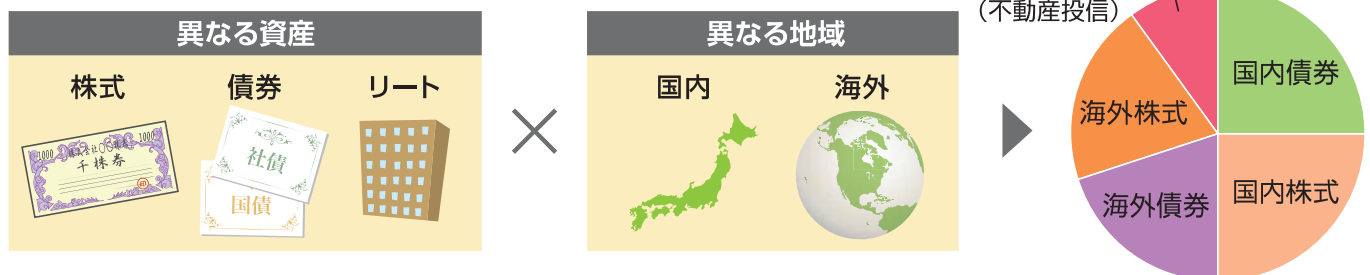 異なる資産
株式
債券
リート
1000
1000
千株券
社債
国債
異なる地域
国内
海外
(不動産投信)
国内債券
海外株式
海外債券
国内株式